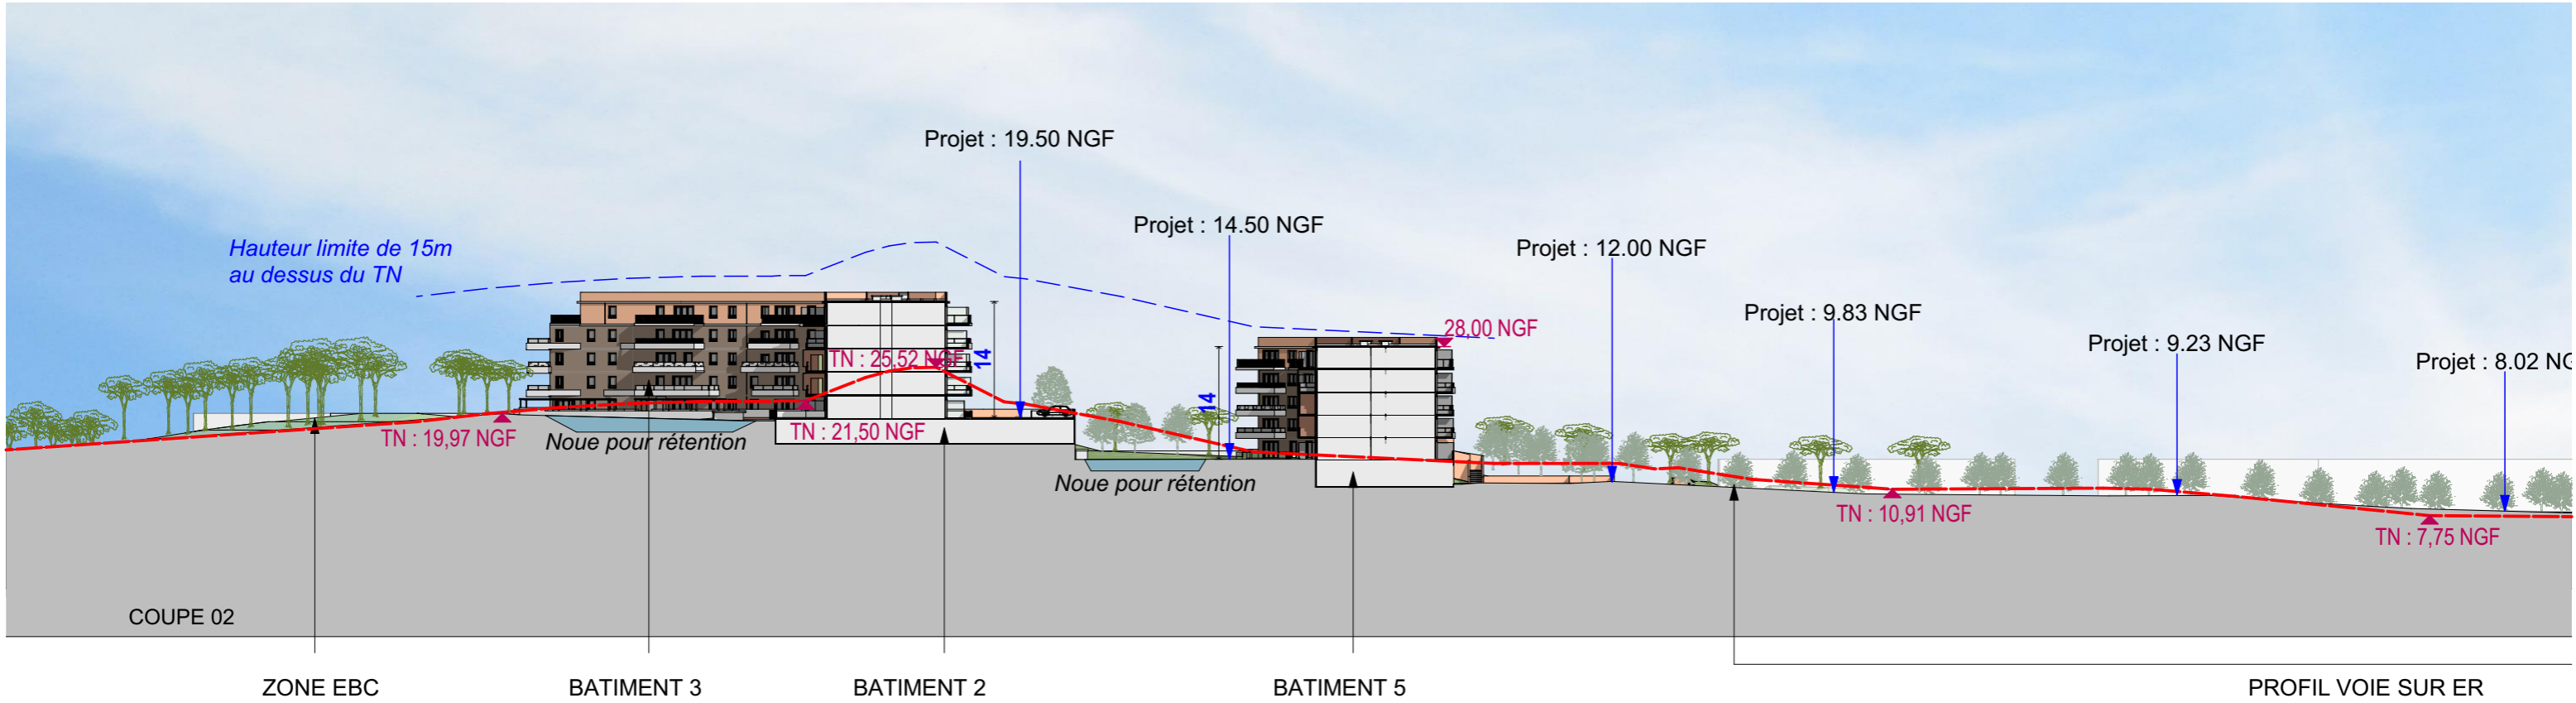 Projet : 19.50 NGF
Projet : 14.50 NGF
Hauteur limite de 15m
au dessus du TN
Projet : 12.00 NGF
Projet : 9.83 NGF
28,00 NGF
Projet : 9.23 NGF
TN : 25,52 NGF
14
Projet : 8.02 NG
14
TN : 19,97 NGF
Noue pour rétention
TN : 21,50 NGF
Noue pour rétention
TN : 10,91 NGF
TN : 7,75 NGF
COUPE 02
ZONE EBC
BATIMENT 3
BATIMENT 2
BATIMENT 5
PROFIL VOIE SUR ER